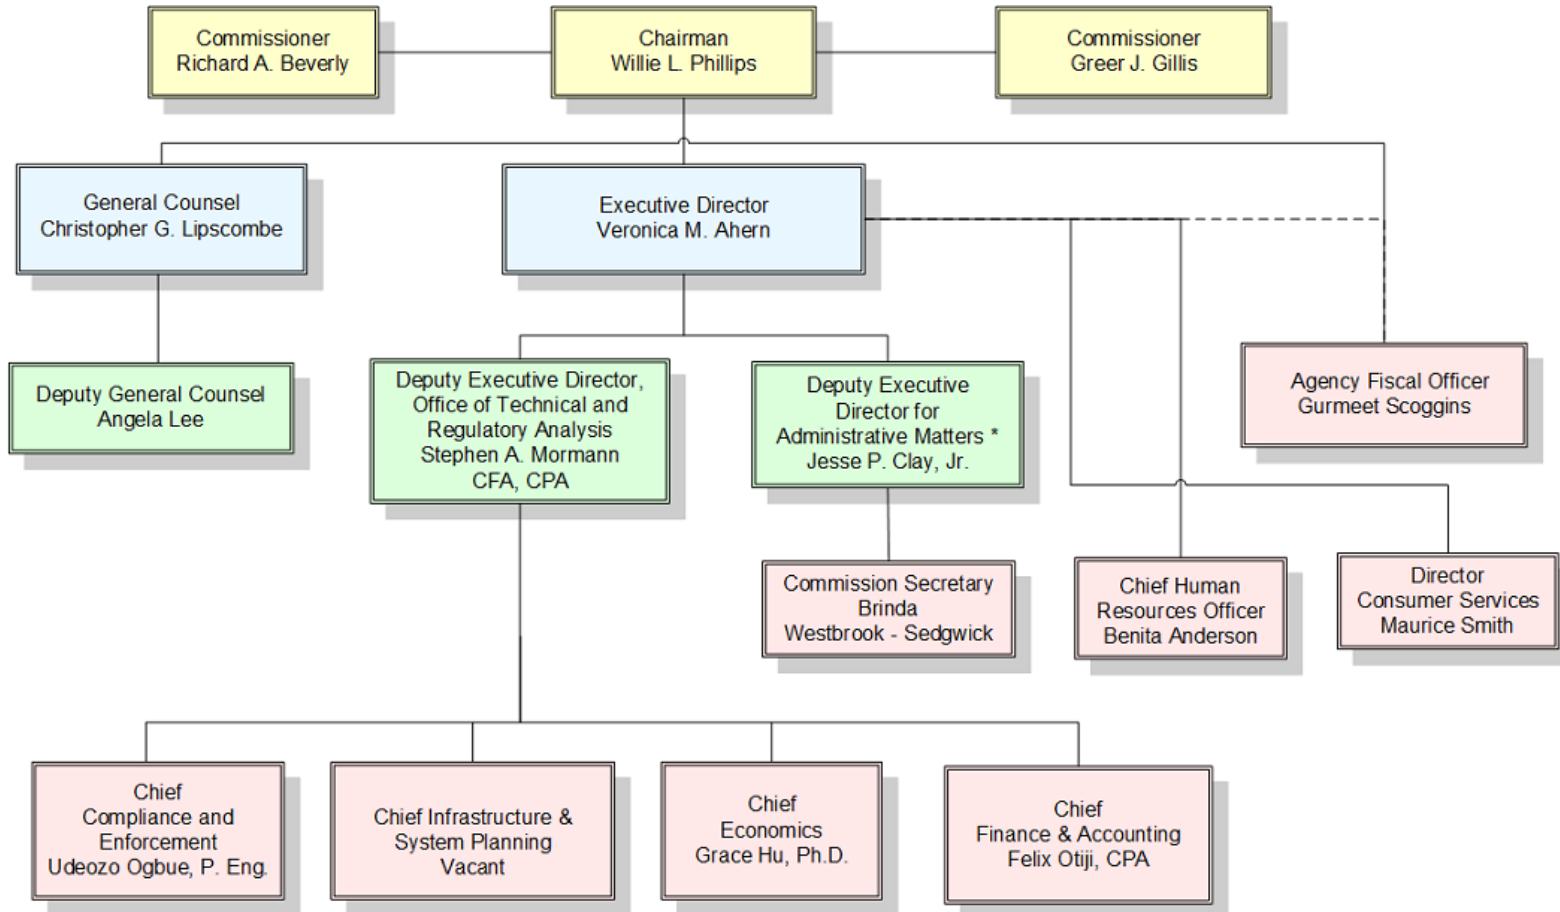 Commissioner
Richard A. Beverly
Chairman
Willie L. Phillips
Commissioner
Greer J. Gillis
General Counsel
Christopher G. Lipscombe
Executive Director
Veronica M. Ahern
Deputy General Counsel
Angela Lee
Deputy Executive Director,
Office of Technical and
Regulatory Analysis
Stephen A. Mormann
CFA, CPA
Deputy Executive
Director for
Administrative Matters *
Jesse P. Clay, Jr.
Agency Fiscal Officer
Gurmeet Scoggins
Commission Secretary
Brinda
Westbrook - Sedgwick
Chief Human
Resources Officer
Benita Anderson
Director
Consumer Services
Maurice Smith
Chief
Compliance and
Enforcement
Udeozo Ogbue, P. Eng.
Chief Infrastructure &
System Planning
Vacant
Chief
Economics
Grace Hu, Ph.D.
Chief
Finance & Accounting
Felix Otiji, CPA